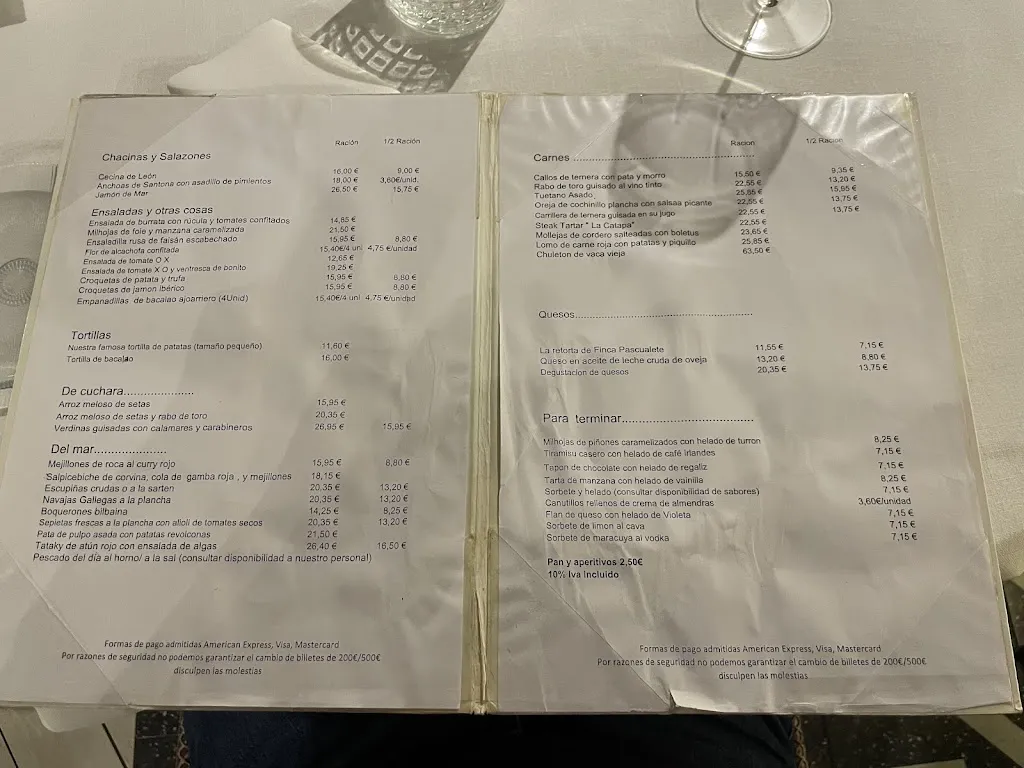 Ración 1/2 Ración
Chacinas y Salazones
Cecina de León 16,00 € 9,00 €
Anchoas de Santona con asadillo de pimientos 18,00 € 3,60€/unid.
Jamón de Mar 26,50 € 15,75 €
Ensaladas y otras cosas
Ensalada de burrata con rúcula y tomates confitados 14,85 €
Milhojas de foie y manzana caramelizada 21,50 €
Ensaladilla rusa de faisán escabechado 15,95 € 8,80 €
Flor de alcachofa confitada 15,40€/4 uni 4,75 €/unidad
Ensalada de tomate O X 12,65 €
Ensalada de tomate X O y ventresca de bonito 19,25 €
Croquetas de patata y trufa 15,95 € 8,80 €
Croquetas de jamon ibérico 15,95 € 8,80 €
Empanadillas de bacalao ajoarriero (4Unid) 15,40€/4 uni 4,75 €/unidad
Tortillas
Nuestra famosa tortilla de patatas (tamaño pequeño) 11,60 €
Tortilla de bacalao 16,00 €
De cuchara.....................
Arroz meloso de setas 15,95 €
Arroz meloso de setas y rabo de toro 20,35 €
Verdinas guisadas con calamares y carabineros 26,95 € 15,95 €
Del mar.....................
Mejillones de roca al curry rojo 15,95 € 8,80 €
Salpicebiche de corvina, cola de gamba roja , y mejillones 18,15 €
Escupiñas crudas o a la sarten 20,35 € 13,20 €
Navajas Gallegas a la plancha 20,35 € 13,20 €
Boquerones bilbaina 14,25 € 8,25 €
Sepietas frescas a la plancha con alioli de tomates secos 20,35 € 13,20 €
Pata de pulpo asada con patatas revolconas 21,50 €
Tataky de atún rojo con ensalada de algas 26,40 € 16,50 €
Pescado del día al horno/ a la sal (consultar disponibilidad a nuestro personal)
Formas de pago admitidas American Express, Visa, Mastercard
Por razones de seguridad no podemos garantizar el cambio de billetes de 200€/500€
disculpen las molestias
Racion 1/2 Racion
Carnes .....................................................
Callos de ternera con pata y morro 15,50 € 9,35 €
Rabo de toro guisado al vino tinto 22,55 € 13,20 €
Tuetano Asado 25,85 € 15,95 €
Oreja de cochinillo plancha con salsaa picante 22,55 € 13,75 €
Carrillera de ternera guisada en su jugo 22,55 € 13,75 €
Steak Tartar " La Catapa" 22,55 €
Mollejas de cordero salteadas con boletus 23,65 €
Lomo de carne roja con patatas y piquillo 25,85 €
Chuleton de vaca vieja 63,50 €
Quesos.....................................................
La retorta de Finca Pascualete 11,55 € 7,15 €
Queso en aceite de leche cruda de oveja 13,20 € 8,80 €
Degustacion de quesos 20,35 € 13,75 €
Para terminar........................................
Milhojas de piñones caramelizados con helado de turron 8,25 €
Tiramisu casero con helado de café irlandes 7,15 €
Tapon de chocolate con helado de regaliz 7,15 €
Tarta de manzana con helado de vainilla 8,25 €
Sorbete y helado (consultar disponibilidad de sabores) 7,15 €
Canutillos rellenos de crema de almendras 3,60€/unidad
Flan de queso con helado de Violeta 7,15 €
Sorbete de limon al cava 7,15 €
Sorbete de maracuya al vodka 7,15 €
Pan y aperitivos 2,50€
10% Iva Incluido
Formas de pago admitidas American Express, Visa, Mastercard
Por razones de seguridad no podemos garantizar el cambio de billetes de 200€/500€
disculpen las molestias